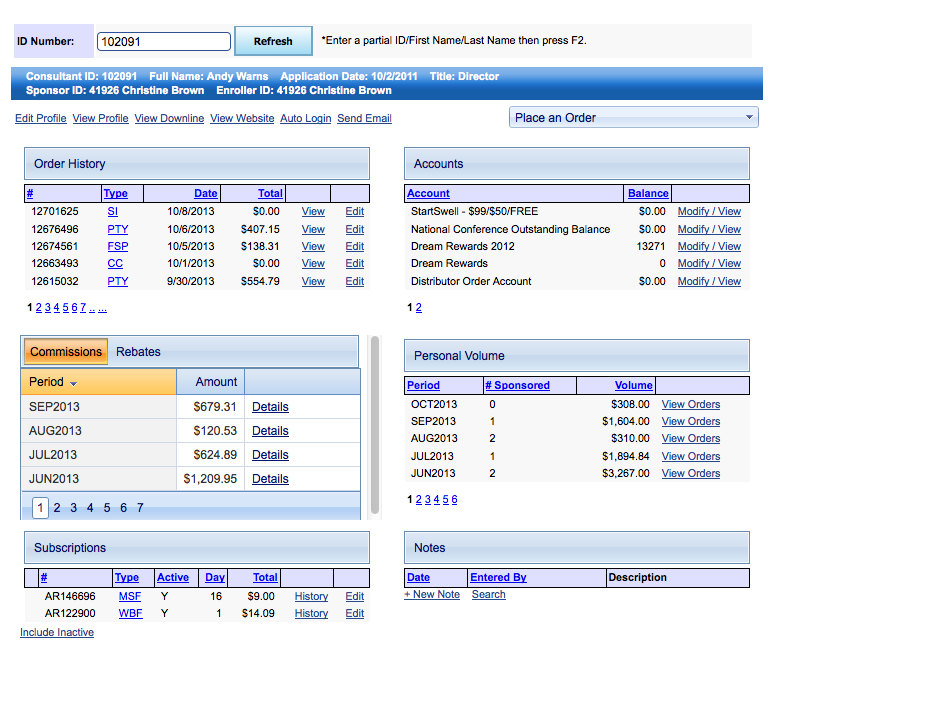 ID Number: 102091 Refresh *Enter a partial ID/First Name/Last Name then press F2.
Consultant ID: 102091 Full Name: Andy Warns Application Date: 10/2/2011 Title: Director
Sponsor ID: 41926 Christine Brown Enroller ID: 41926 Christine Brown
Edit Profile View Profile View Downline View Website Auto Login Send Email Place an Order
Order History
# Type Date Total
12701625 SI 10/8/2013 $0.00 View Edit
12676496 PTY 10/6/2013 $407.15 View Edit
12674561 FSP 10/5/2013 $138.31 View Edit
12663493 CC 10/1/2013 $0.00 View Edit
12615032 PTY 9/30/2013 $554.79 View Edit
1 2 3 4 5 6 7 .. ...
Accounts
Account Balance
StartSwell - $99/$50/FREE $0.00 Modify / View
National Conference Outstanding Balance $0.00 Modify / View
Dream Rewards 2012 13271 Modify / View
Dream Rewards 0 Modify / View
Distributor Order Account $0.00 Modify / View
1 2
Commissions Rebates
Period Amount
SEP2013 $679.31 Details
AUG2013 $120.53 Details
JUL2013 $624.89 Details
JUN2013 $1,209.95 Details
1 2 3 4 5 6 7
Personal Volume
Period # Sponsored Volume
OCT2013 0 $308.00 View Orders
SEP2013 1 $1,604.00 View Orders
AUG2013 2 $310.00 View Orders
JUL2013 1 $1,894.84 View Orders
JUN2013 2 $3,267.00 View Orders
1 2 3 4 5 6
Subscriptions
# Type Active Day Total
AR146696 MSF Y 16 $9.00 History Edit
AR122900 WBF Y 1 $14.09 History Edit
Include Inactive
Notes
Date Entered By Description
+ New Note Search